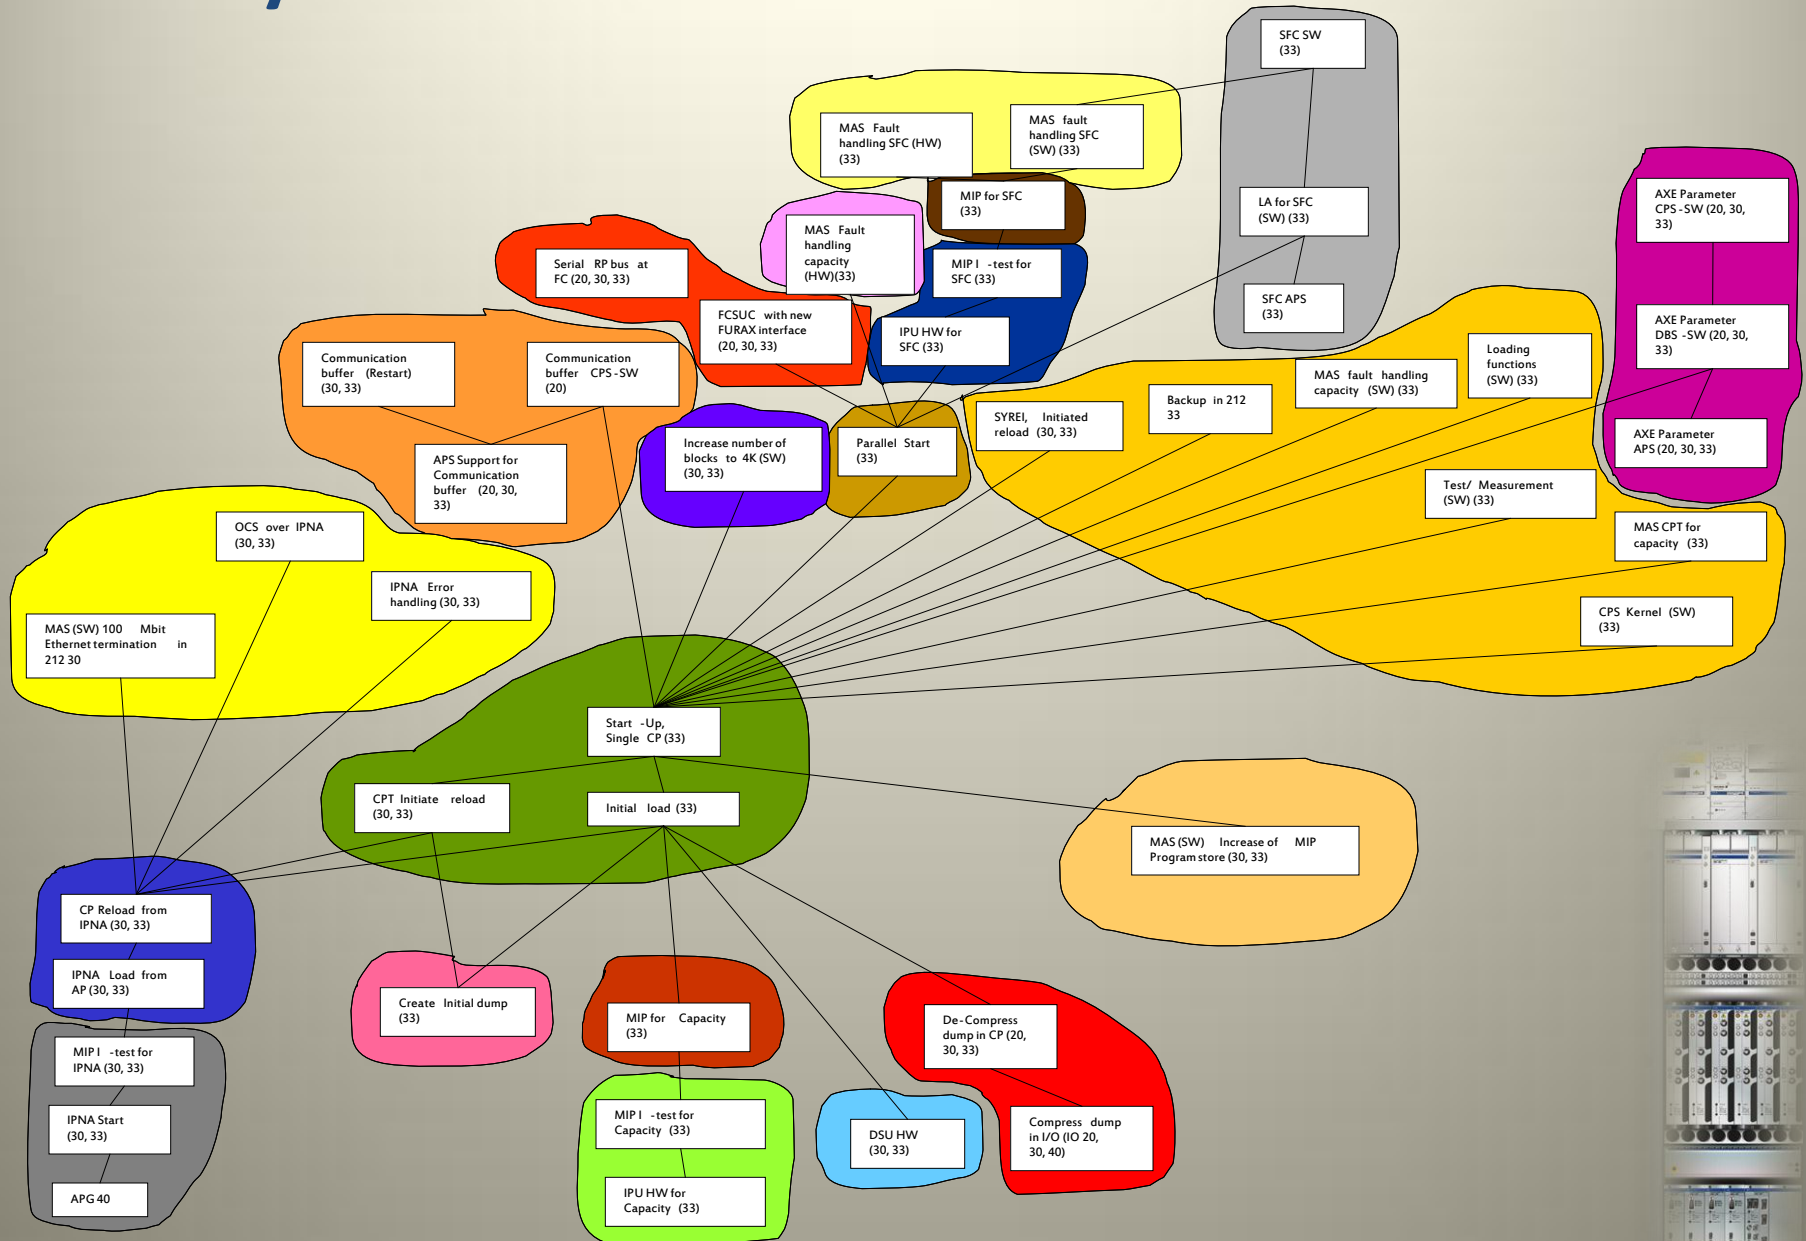 SFC SW
(33)
MAS Fault
handling SFC (HW)
(33)
MAS fault
handling SFC
(SW) (33)
MIP for SFC
(33)
LA for SFC
(SW) (33)
AXE Parameter
CPS -SW (20, 30,
33)
MAS Fault
handling
capacity
(HW)(33)
Serial RP bus at
FC (20, 30, 33)
MIP I -test for
SFC (33)
SFC APS
(33)
FCSUC with new
FURAX interface
(20, 30, 33)
IPU HW for
SFC (33)
AXE Parameter
DBS -SW (20, 30,
33)
Communication
buffer (Restart)
(30, 33)
Communication
buffer CPS -SW
(20)
MAS fault handling
capacity (SW) (33)
Loading
functions
(SW) (33)
Backup in 212
33
SYREI, Initiated
reload (30, 33)
AXE Parameter
APS (20, 30, 33)
Increase number of
blocks to 4K (SW)
(30, 33)
Parallel Start
(33)
APS Support for
Communication
buffer (20, 30,
33)
Test/ Measurement
(SW) (33)
OCS over IPNA
(30, 33)
MAS CPT for
capacity (33)
IPNA Error
handling (30, 33)
CPS Kernel (SW)
(33)
MAS (SW) 100 Mbit
Ethernet termination in
212 30
Start -Up,
Single CP (33)
CPT Initiate reload
(30, 33)
Initial load (33)
MAS (SW) Increase of MIP
Program store (30, 33)
CP Reload from
IPNA (30, 33)
IPNA Load from
AP (30, 33)
Create Initial dump
(33)
MIP for Capacity
(33)
De-Compress
dump in CP (20,
30, 33)
MIP I -test for
IPNA (30, 33)
IPNA Start
(30, 33)
MIP I -test for
Capacity (33)
DSU HW
(30, 33)
Compress dump
in I/O (IO 20,
30, 40)
APG 40
IPU HW for
Capacity (33)